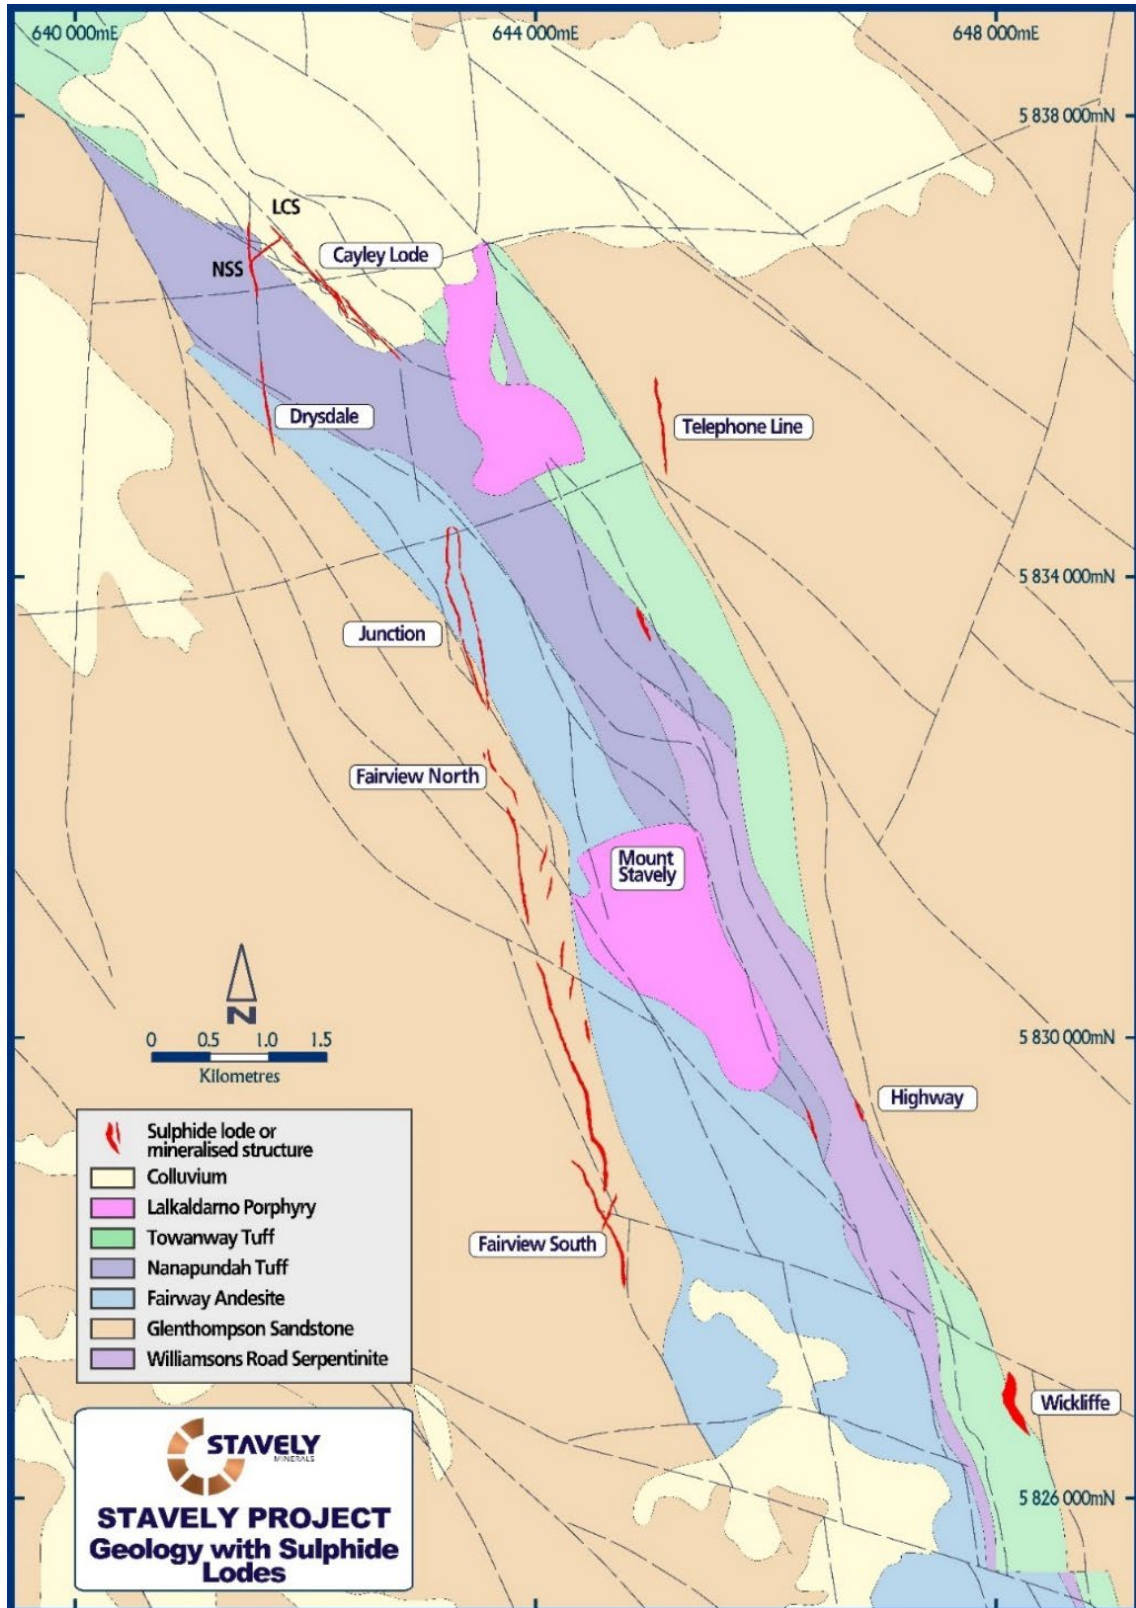 640 000mE
644 000mE
648 000mE
5 838 000mN
LCS
Cayley Lode
NSS
Drysdale
Telephone Line
5 834 000mN
Junction
Fairview North
Mount
Stavely
N
0 0.5 1.0 1.5
Kilometres
5 830 000mN
Highway
Sulphide lode or
mineralised structure
Colluvium
Lalkaldarno Porphyry
Towanway Tuff
Nanapundah Tuff
Fairway Andesite
Glenthompson Sandstone
Williamsons Road Serpentinite
Fairview South
Wickliffe
5 826 000mN
STAVELY
MINERALS
STAVELY PROJECT
Geology with Sulphide
Lodes